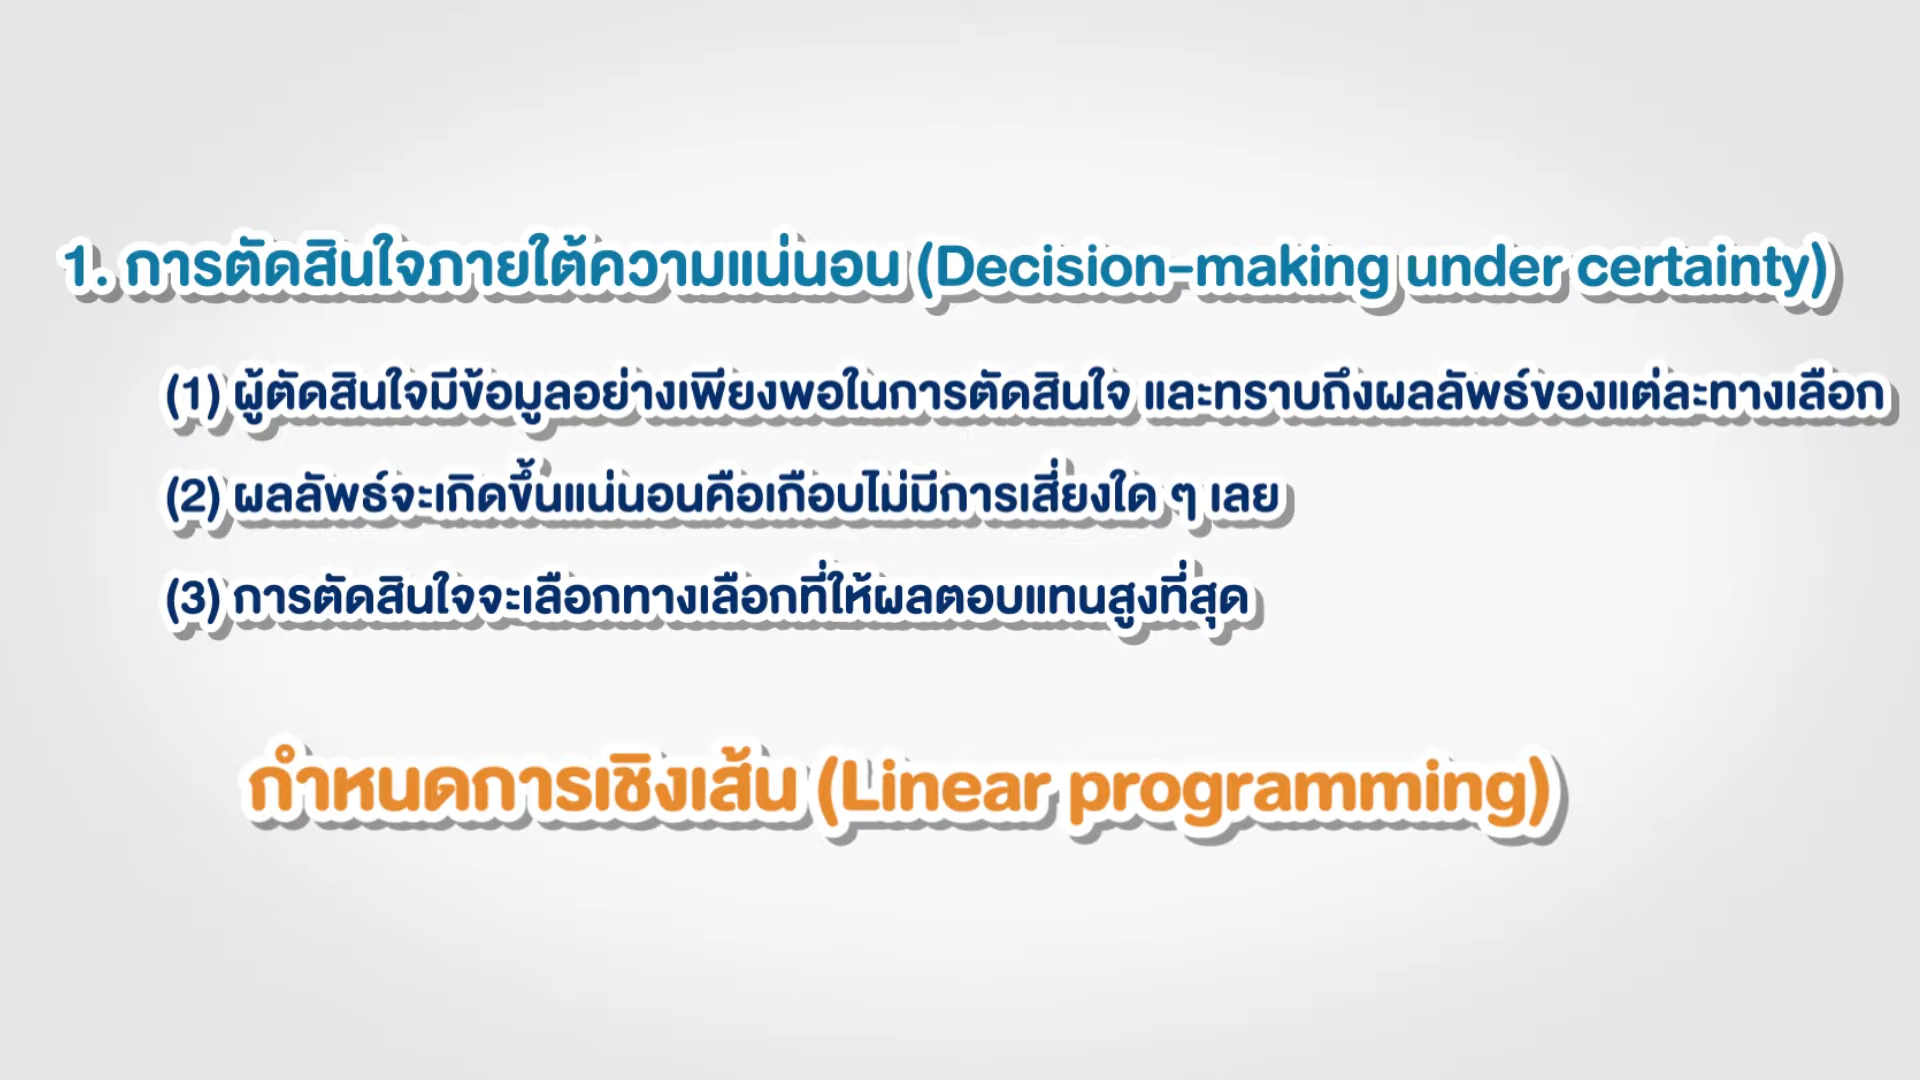 1. การตัดสินใจภายใต้ความแน่นอน (Decision-making under certainty)
(1) ผู้ตัดสินใจมีข้อมูลอย่างเพียงพอในการตัดสินใจ และทราบถึงผลลัพธ์ของแต่ละทางเลือก
(2) ผลลัพธ์จะเกิดขึ้นแน่นอนคือเกือบไม่มีการเสี่ยงใด ๆ เลย
(3) การตัดสินใจจะเลือกทางเลือกที่ให้ผลตอบแทนสูงที่สุด
กำหนดการเชิงเส้น (Linear programming)